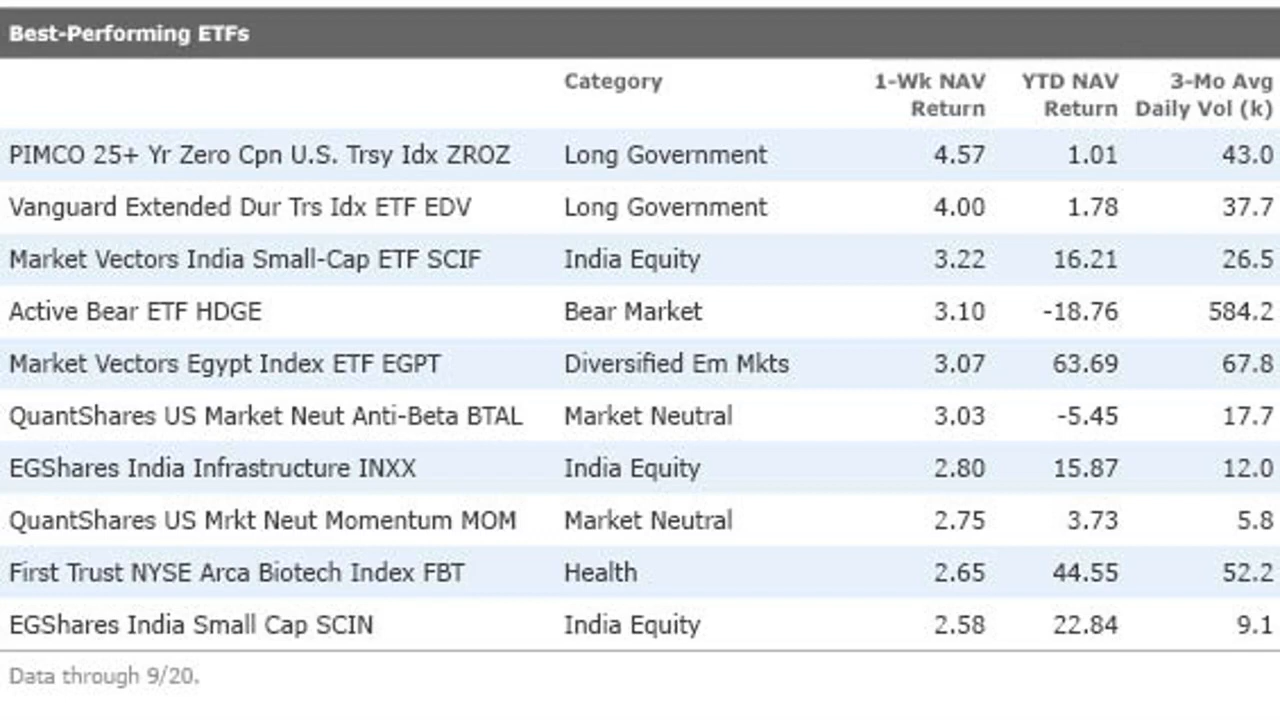 Best-Performing ETFs
Category 1-Wk NAV YTD NAV 3-Mo Avg
Return Return Daily Vol (k)
PIMCO 25+ Yr Zero Cpn U.S. Trsy Idx ZROZ Long Government 4.57 1.01 43.0
Vanguard Extended Dur Trs Idx ETF EDV Long Government 4.00 1.78 37.7
Market Vectors India Small-Cap ETF SCIF India Equity 3.22 16.21 26.5
Active Bear ETF HDGE Bear Market 3.10 -18.76 584.2
Market Vectors Egypt Index ETF EGPT Diversified Em Mkts 3.07 63.69 67.8
QuantShares US Market Neut Anti-Beta BTAL Market Neutral 3.03 -5.45 17.7
EGShares India Infrastructure INXX India Equity 2.80 15.87 12.0
QuantShares US Mrkt Neut Momentum MOM Market Neutral 2.75 3.73 5.8
First Trust NYSE Arca Biotech Index FBT Health 2.65 44.55 52.2
EGShares India Small Cap SCIN India Equity 2.58 22.84 9.1
Data through 9/20.